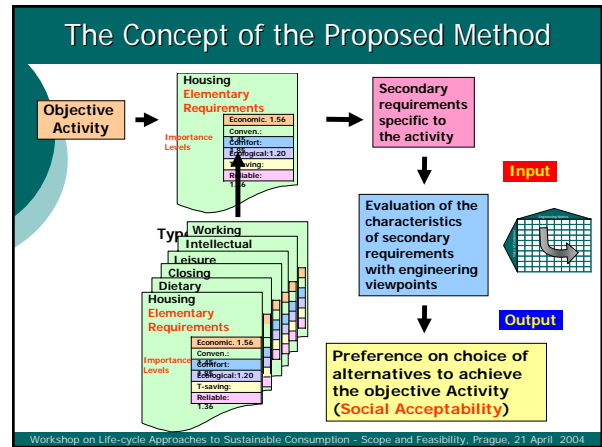 The Concept of the Proposed Method
Objective
Activity
Housing
Elementary
Requirements
Importance
Levels
Economic. 1.56
Conven.:
1.45
Comfort:
Ecological:1.20
T-saving:
Reliable:
Secondary
requirements
specific to
the activity
Input
Evaluation of the
characteristics
of secondary
requirements
with engineering
viewpoints
Output
Preference on choice of
alternatives to achieve
the objective Activity
(Social Acceptability)
Working
Intellectual
Leisure
Closing
Dietary
Housing
Elementary
Requirements
Importance
Levels
Economic. 1.56
Conven.:
1.45
Comfort:
Ecological:1.20
T-saving:
Reliable:
1.36
Workshop on Life-cycle Approaches to Sustainable Consumption - Scope and Feasibility, Prague, 21 April 2004